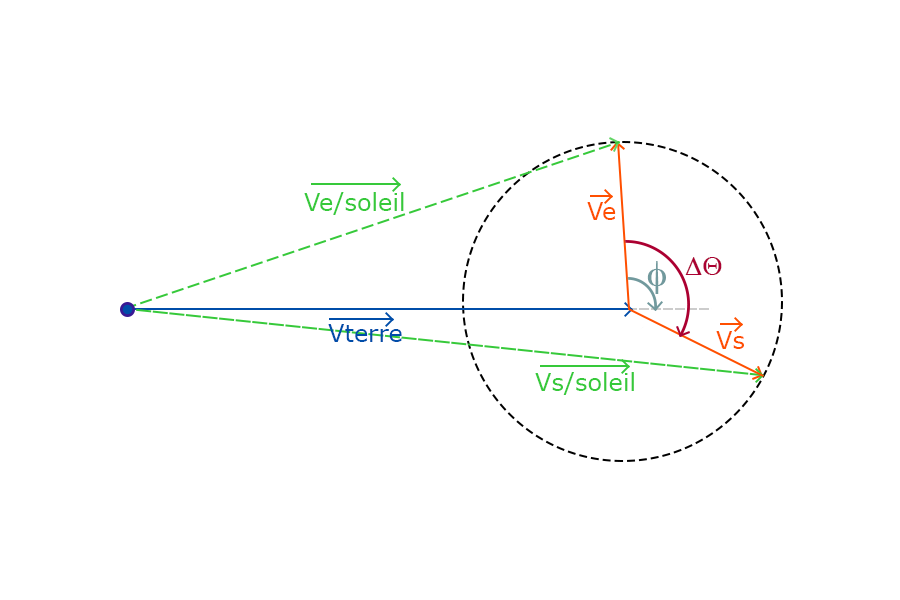 Ve/soleil
Ve
ϕ
ΔΘ
Vterre
Vs
Vs/soleil